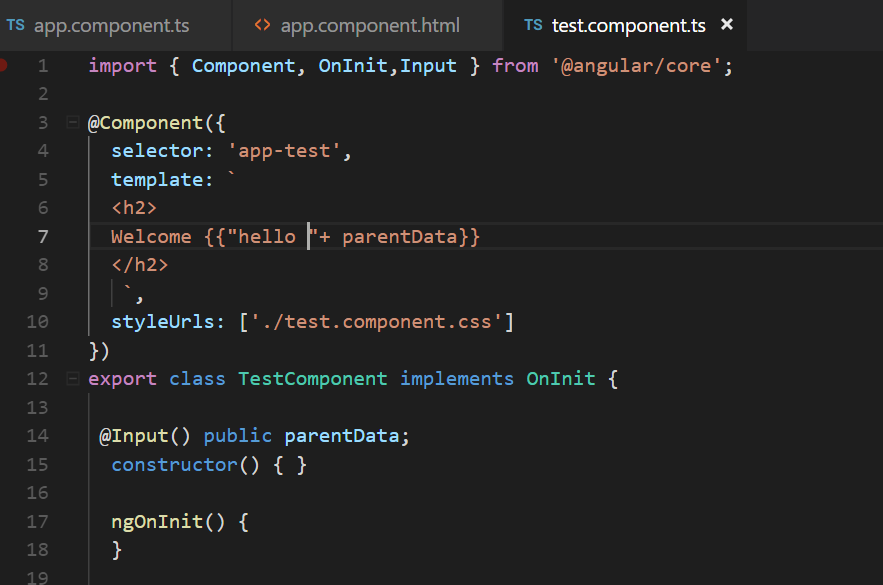 TS app.component.ts <> app.component.html TS test.component.ts ×
1 import { Component, OnInit,Input } from '@angular/core';
2
3 @Component({
4 selector: 'app-test',
5 template: `
6 <h2>
7 Welcome {{"hello "+ parentData}}
8 </h2>
9 `,
10 styleUrls: ['./test.component.css']
11 })
12 export class TestComponent implements OnInit {
13
14 @Input() public parentData;
15 constructor() { }
16
17 ngOnInit() {
18 }
19